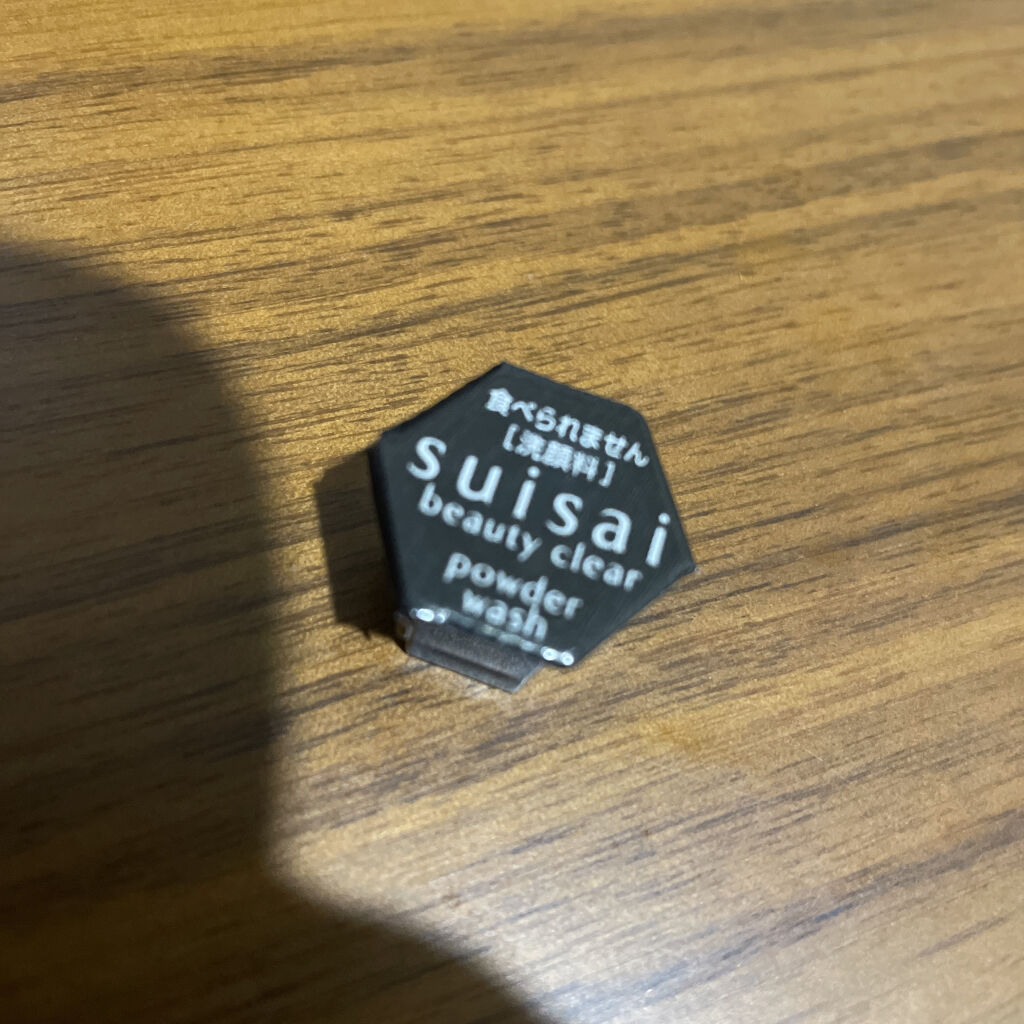 食べられません
[洗顔料]
suisai
beauty clear
powder
wash